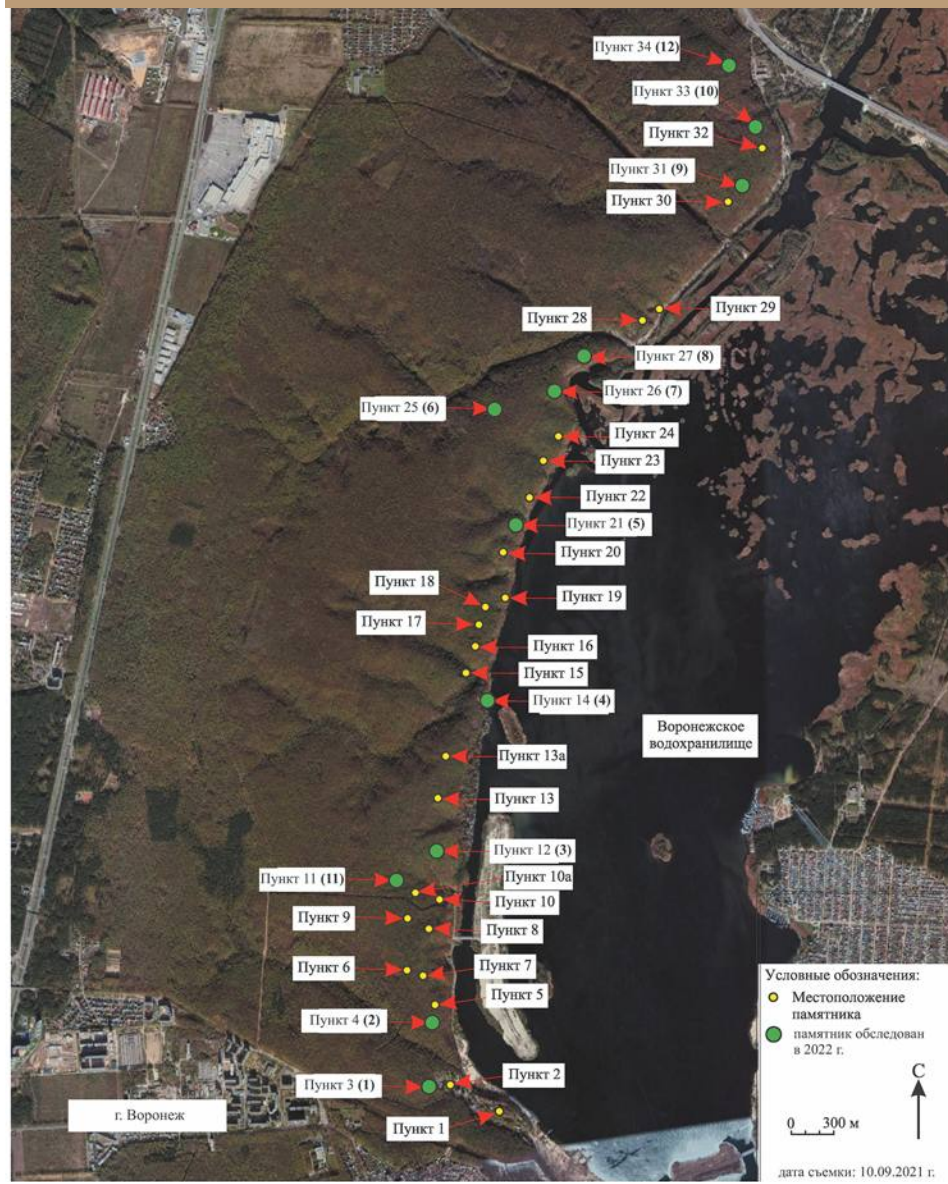 Пункт 34 (12)
Пункт 33 (10)
Пункт 32
Пункт 31 (9)
Пункт 30
Пункт 29
Пункт 28
Пункт 27 (8)
Пункт 26 (7)
Пункт 25 (6)
Пункт 24
Пункт 23
Пункт 22
Пункт 21 (5)
Пункт 20
Пункт 18
Пункт 19
Пункт 17
Пункт 16
Пункт 15
Пункт 14 (4)
Воронежское
водохранилище
Пункт 13а
Пункт 13
Пункт 12 (3)
Пункт 11 (11)
Пункт 10а
Пункт 10
Пункт 9
Пункт 8
Пункт 6
Пункт 7
Пункт 5
Пункт 4 (2)
Пункт 2
Пункт 3 (1)
г. Воронеж
Пункт 1
Условные обозначения:
Местоположение
памятника
памятник обследован
в 2022 г.
С
0 300 м
дата съемки: 10.09.2021 г.